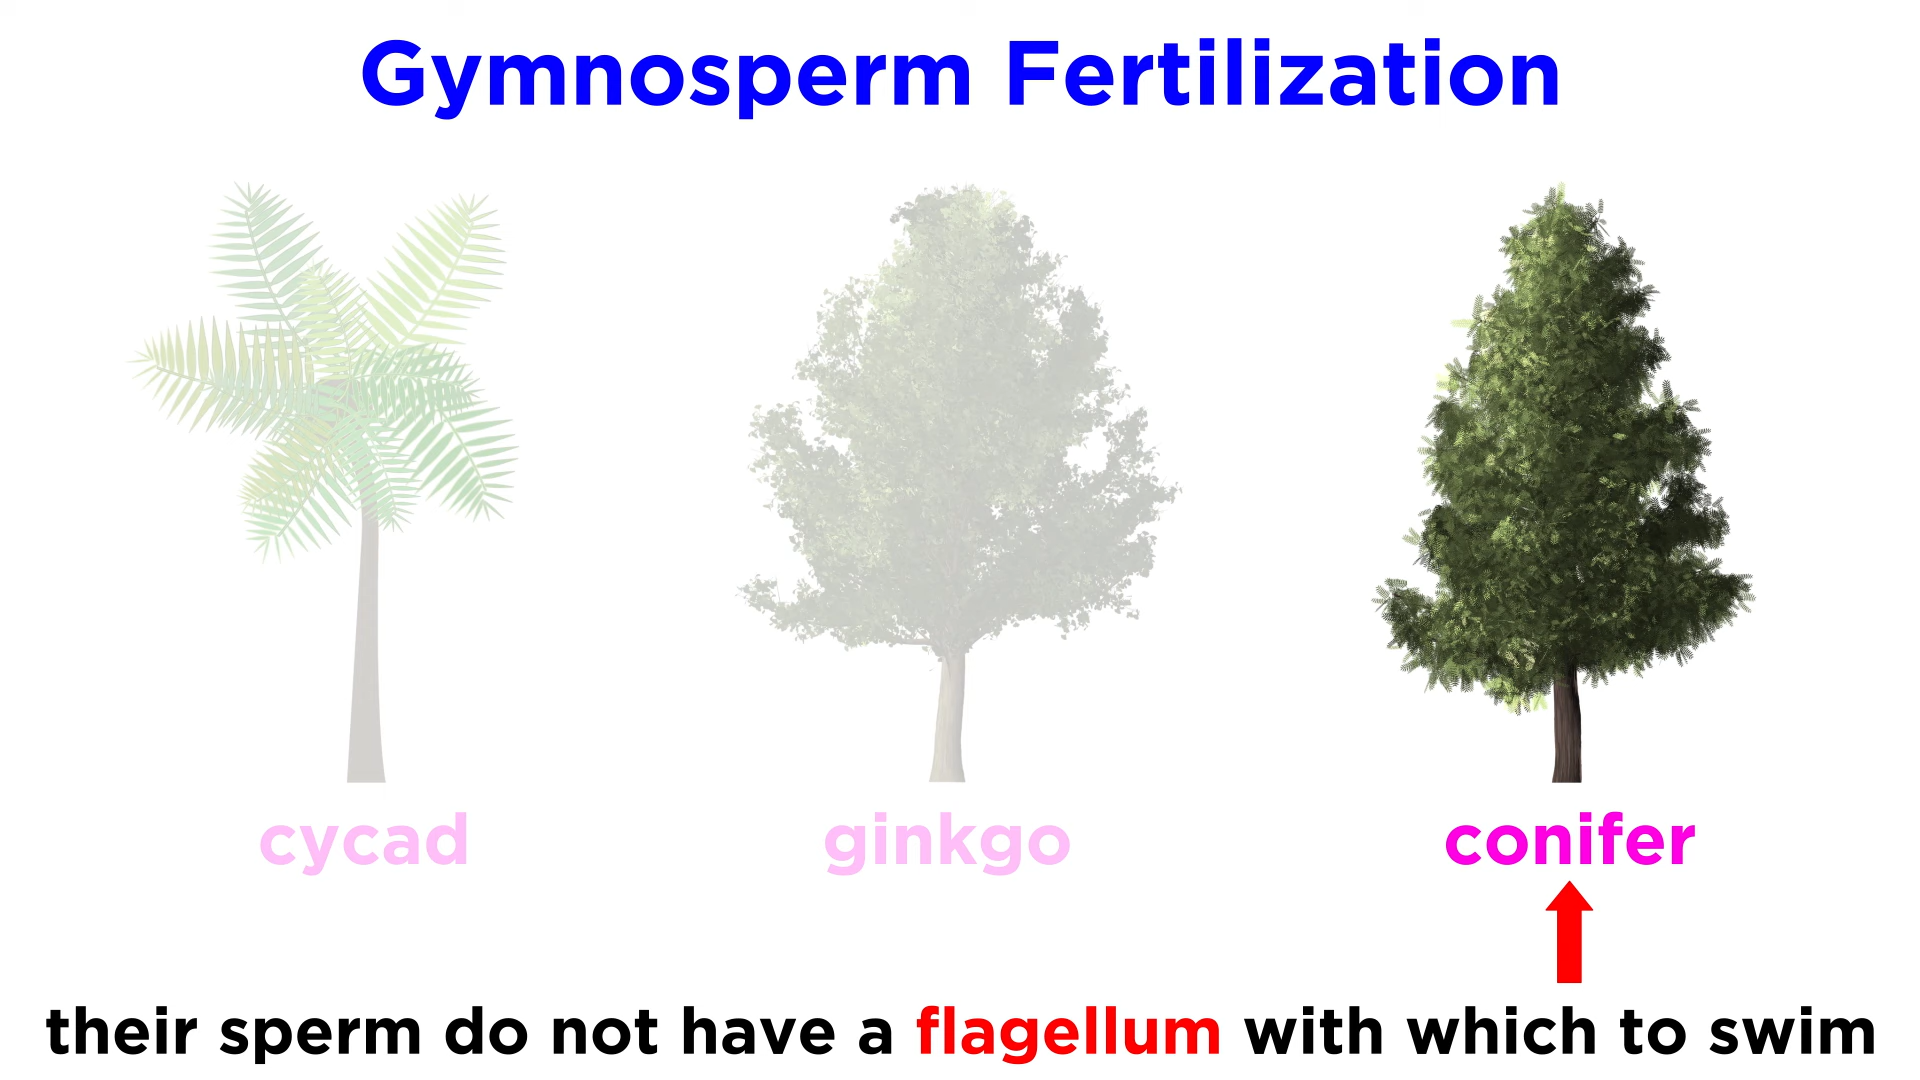 Gymnosperm Fertilization
cycad
ginkgo
conifer
their sperm do not have a flagellum with which to swim